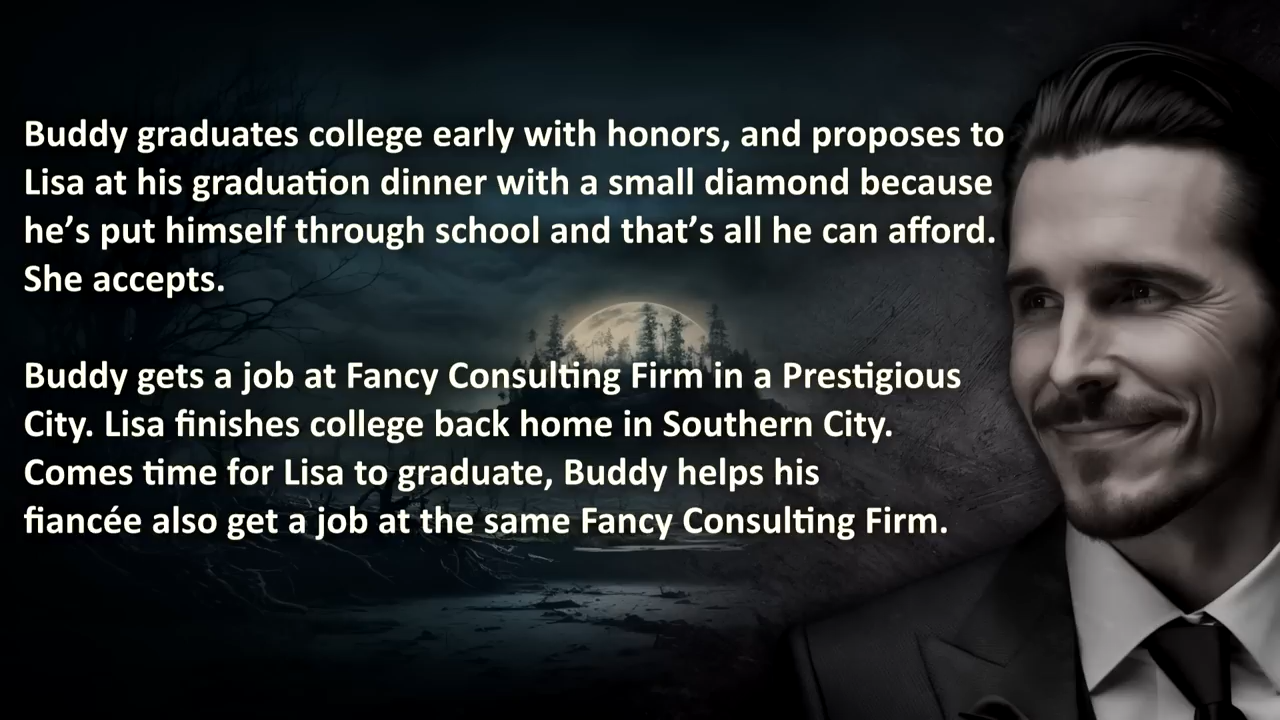 Buddy graduates college early with honors, and proposes to
Lisa at his graduation dinner with a small diamond because
he’s put himself through school and that’s all he can afford.
She accepts.
Buddy gets a job at Fancy Consulting Firm in a Prestigious
City. Lisa finishes college back home in Southern City.
Comes time for Lisa to graduate, Buddy helps his
fiancée also get a job at the same Fancy Consulting Firm.